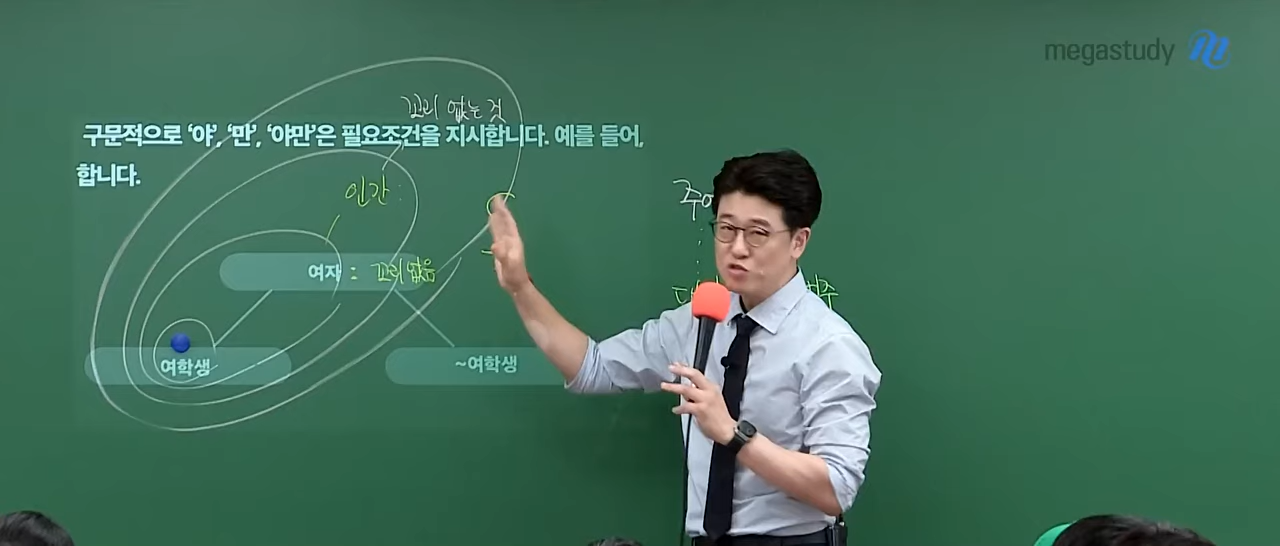 megastudy
꼬리 없는 것
구문적으로 ‘야’, ‘만’, ‘야만’은 필요조건을 지시합니다. 예를 들어,
합니다.
인간
여자 = 꼬리 없음
여학생
~여학생